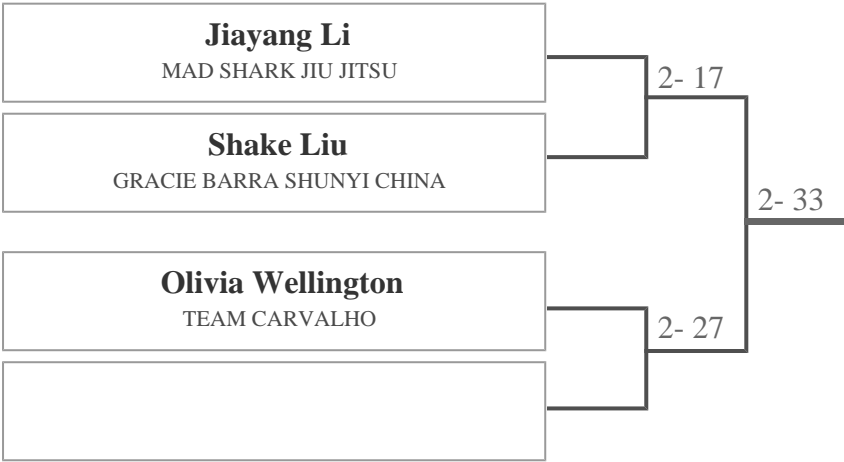 Jiayang Li
MAD SHARK JIU JITSU
2- 17
Shake Liu
GRACIE BARRA SHUNYI CHINA
2- 33
Olivia Wellington
TEAM CARVALHO
2- 27